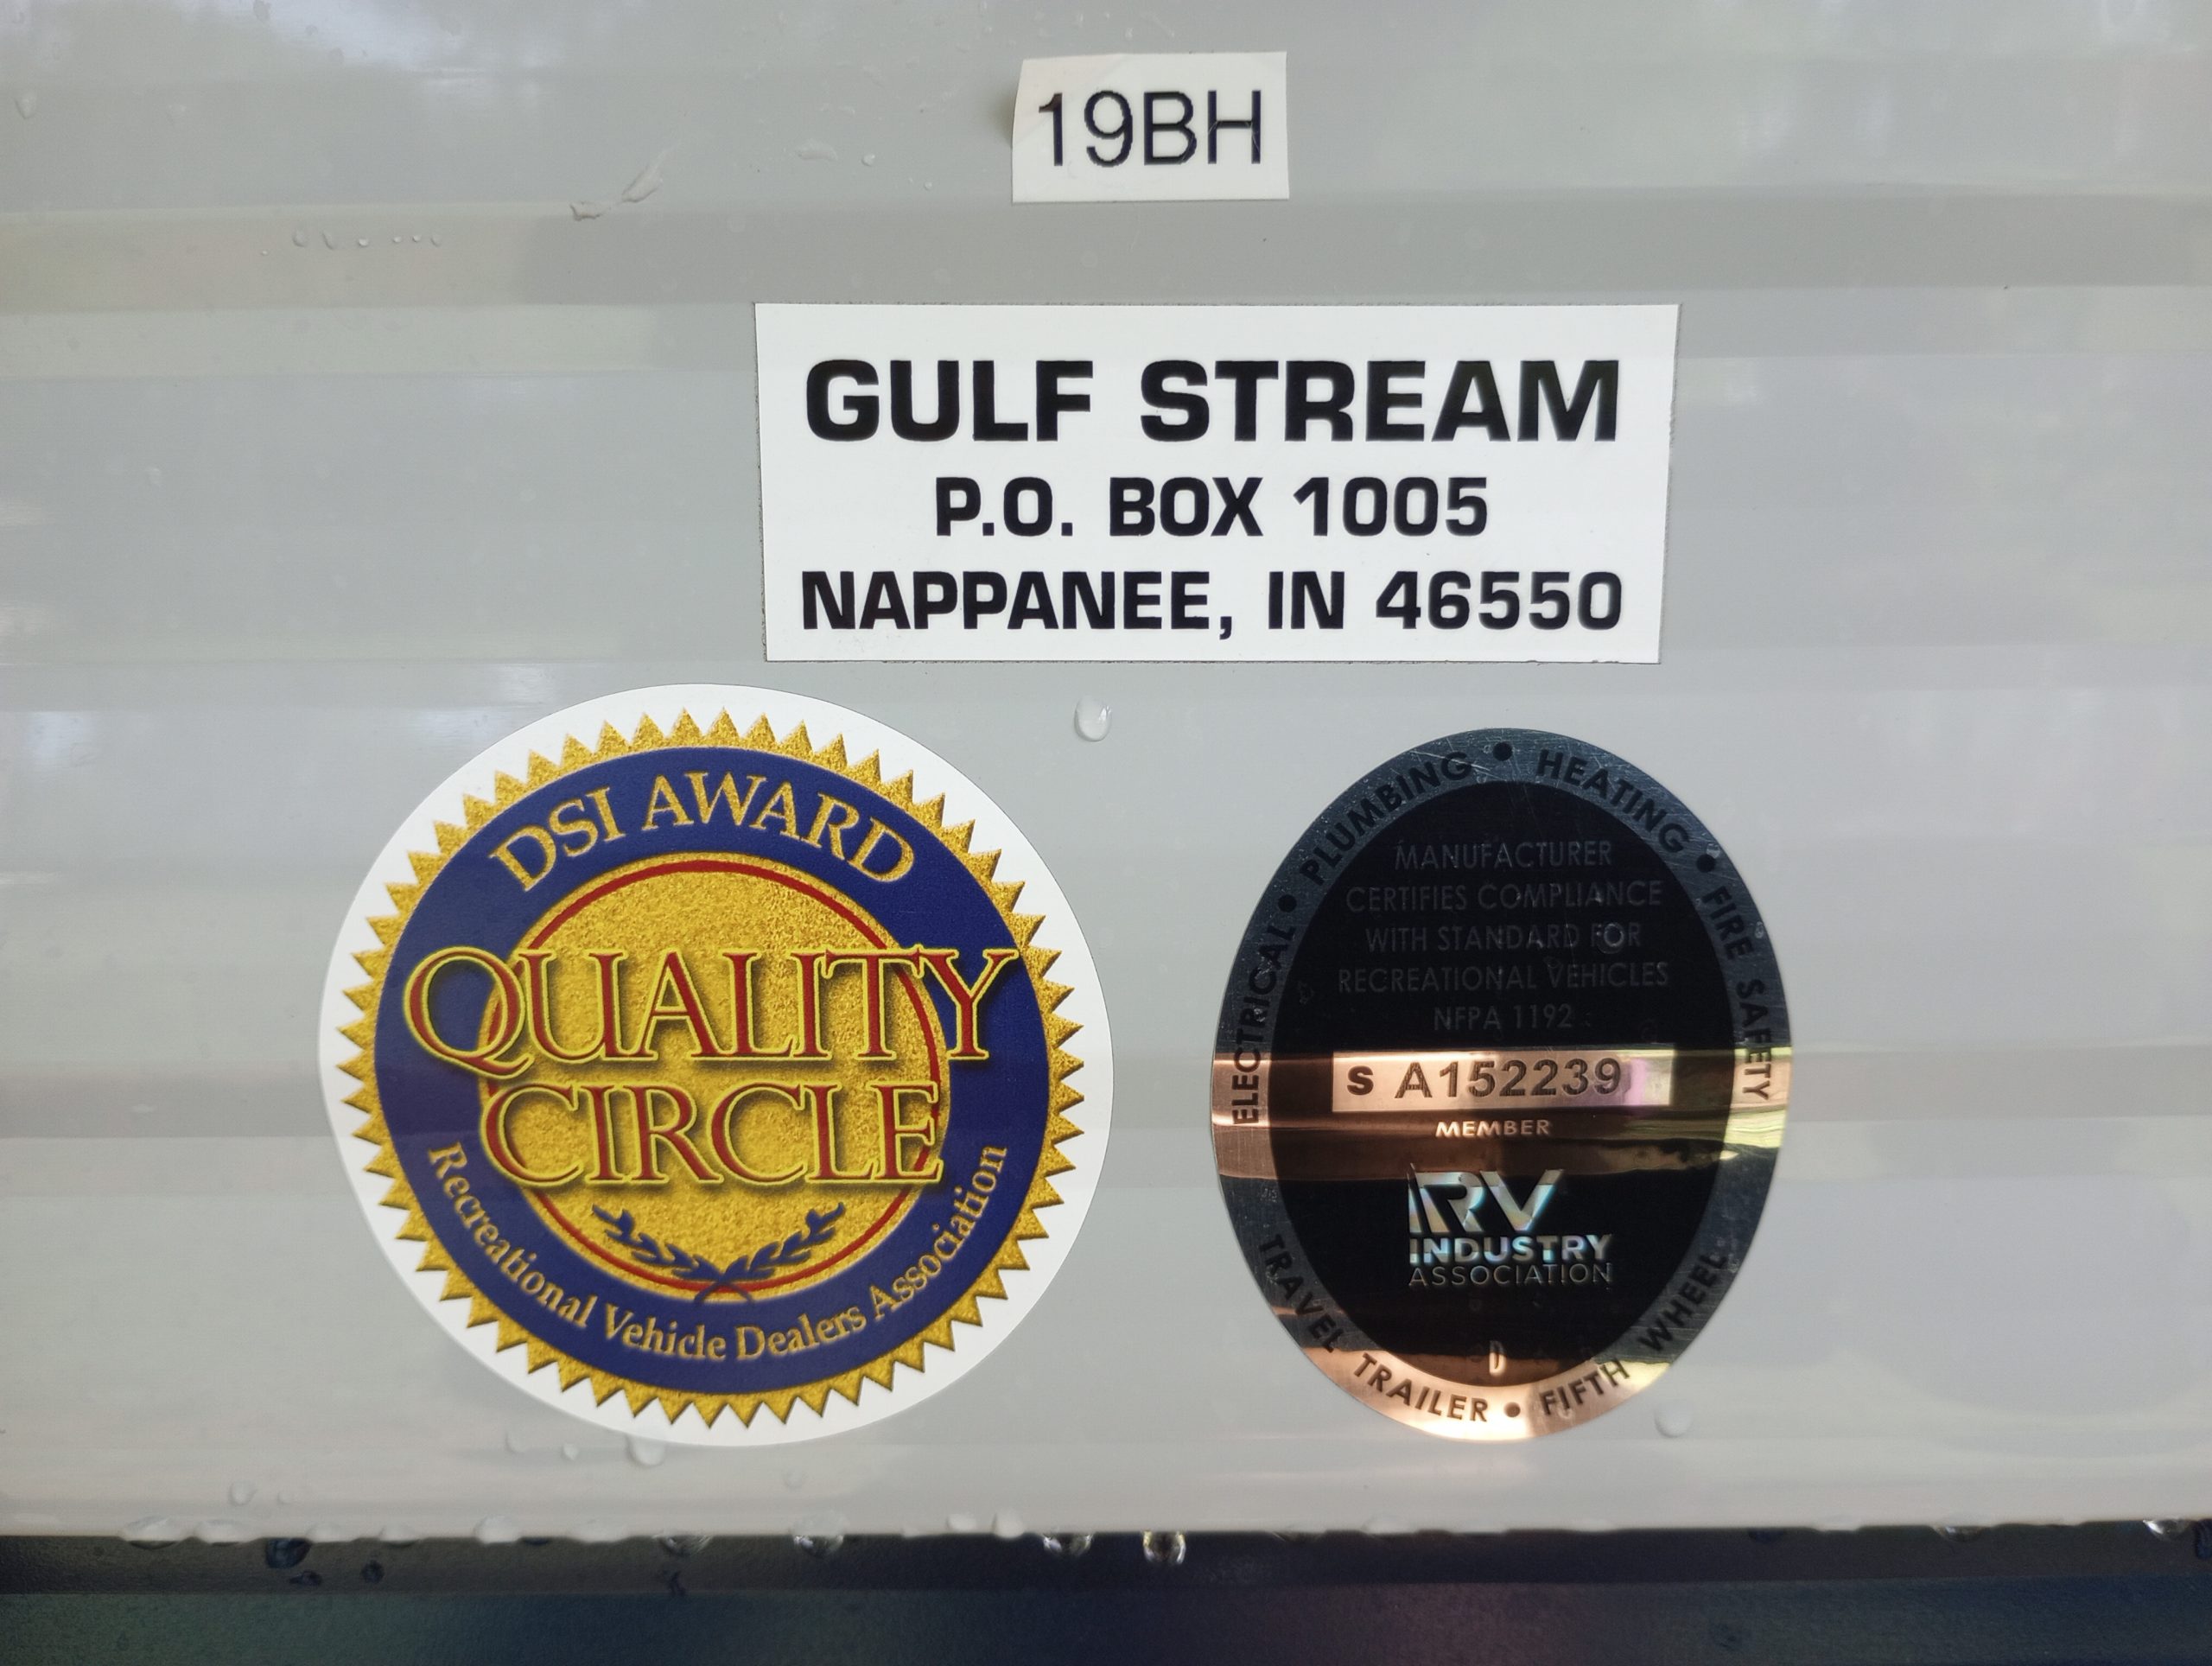 19BH
GULF STREAM
P.O. BOX 1005
NAPPANEE, IN 46550
DSI AWARD
QUALITY
CIRCLE
Recreational Vehicle Dealers Association
ELECTRICAL • PLUMBING • HEATING • FIRE SAFETY
MANUFACTURER
CERTIFIES COMPLIANCE
WITH STANDARD FOR
RECREATIONAL VEHICLES
NFPA 1192
S A152239
MEMBER
RV
INDUSTRY
ASSOCIATION
TRAVEL TRAILER • FIFTH WHEEL